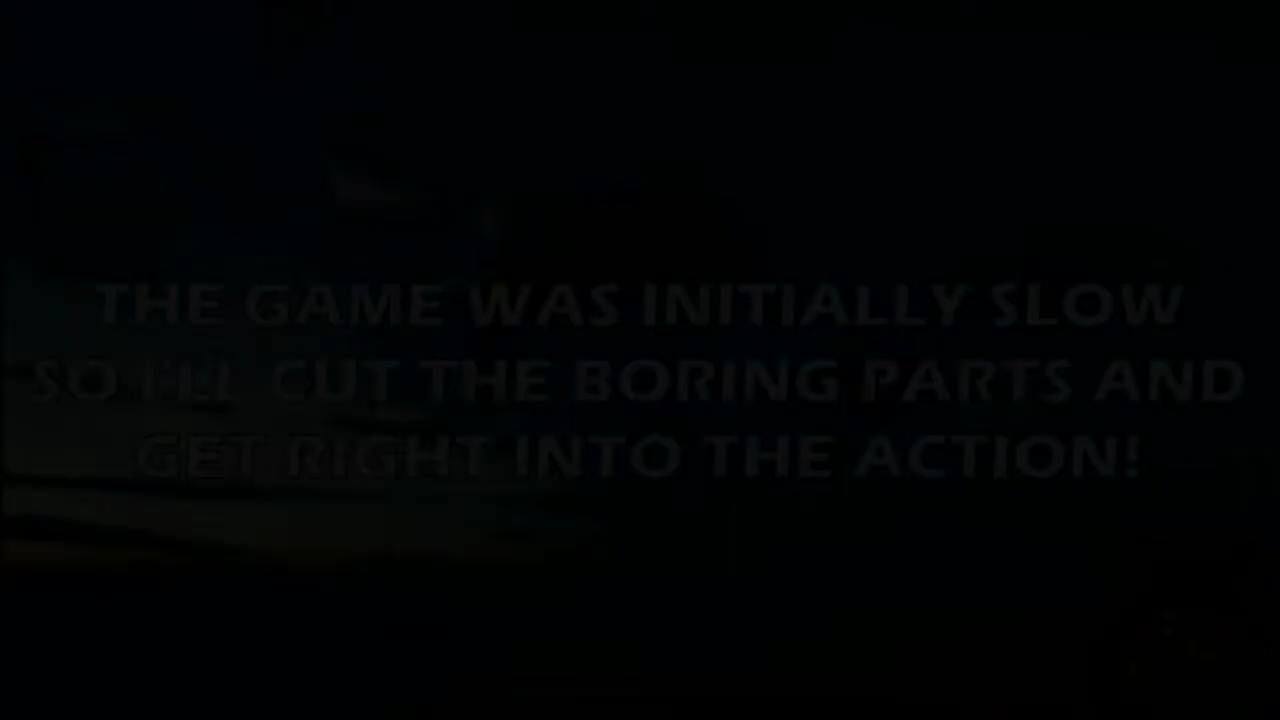 THE GAME WAS INITIALLY SLOW
SO I'LL CUT THE BORING PARTS AND
GET RIGHT INTO THE ACTION!